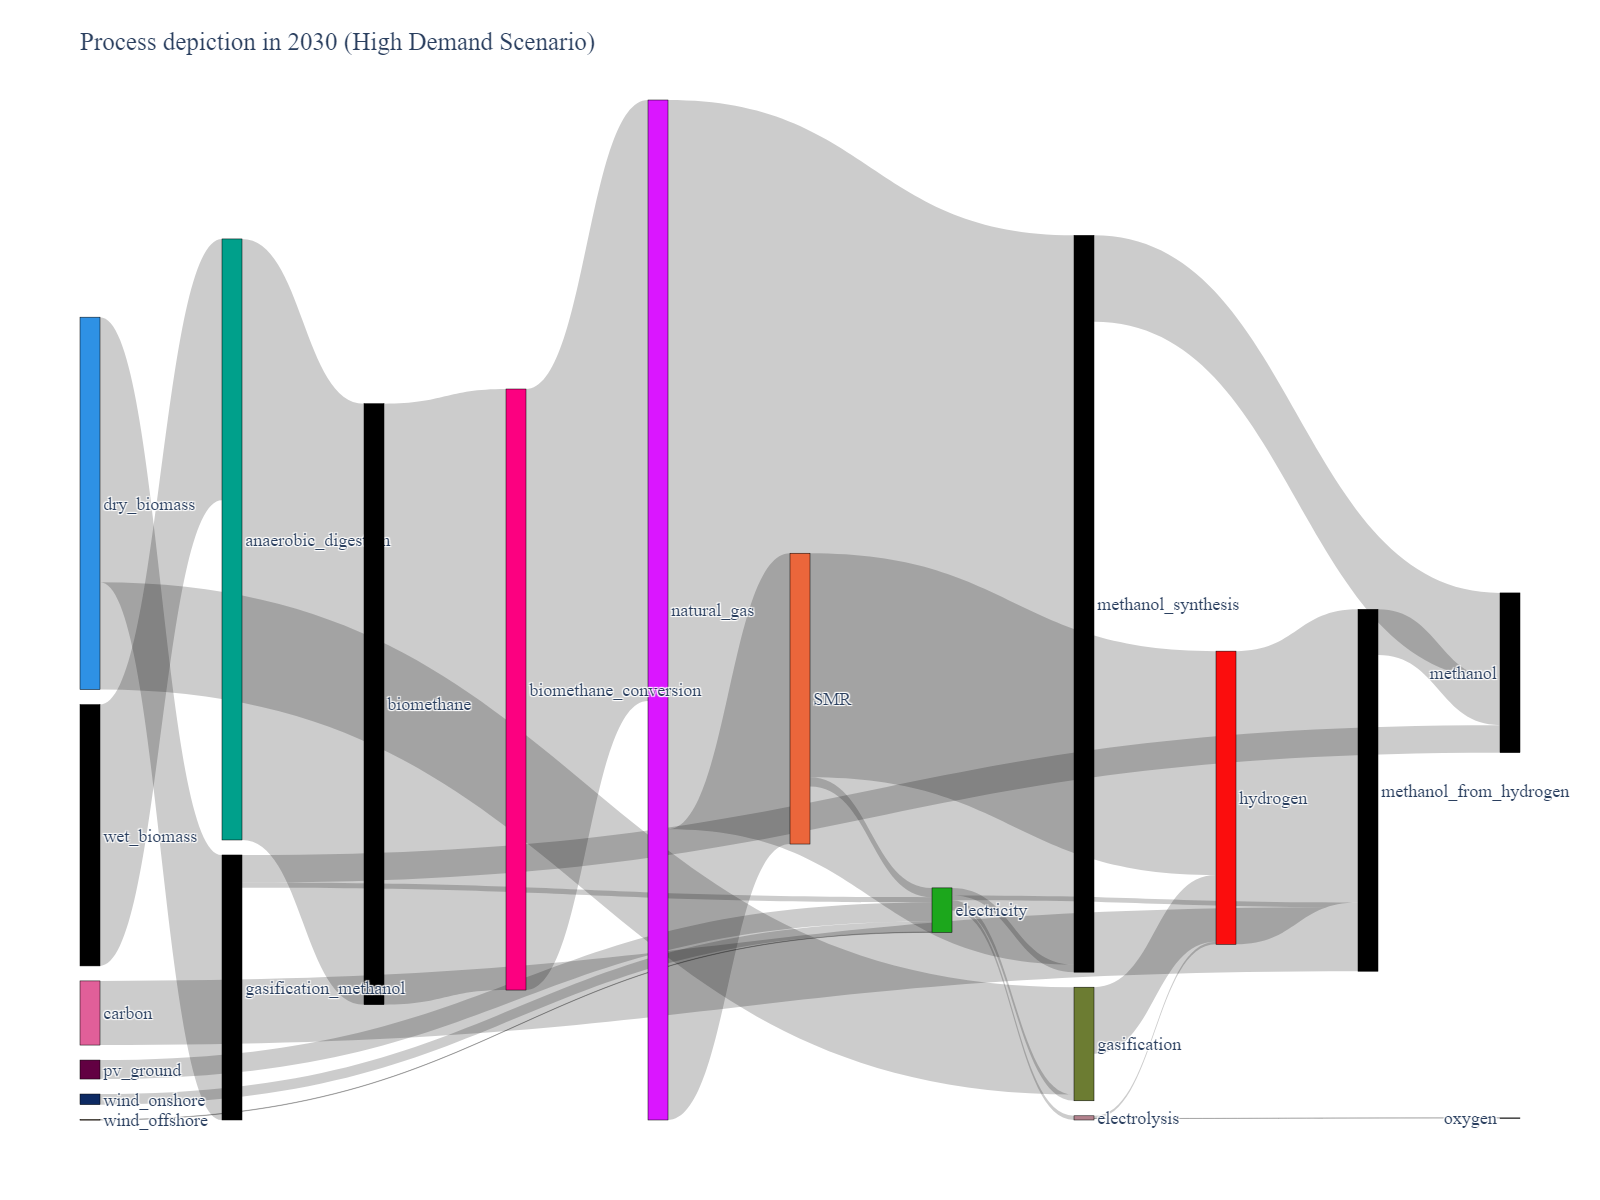 Process depiction in 2030 (High Demand Scenario)
dry_biomass
anaerobic_digestion
methanol_synthesis
natural_gas
methanol
biomethane_conversion
SMR
biomethane
methanol_from_hydrogen
hydrogen
wet_biomass
electricity
gasification_methanol
carbon
gasification
pv_ground
wind_onshore
wind_offshore
electrolysis
oxygen